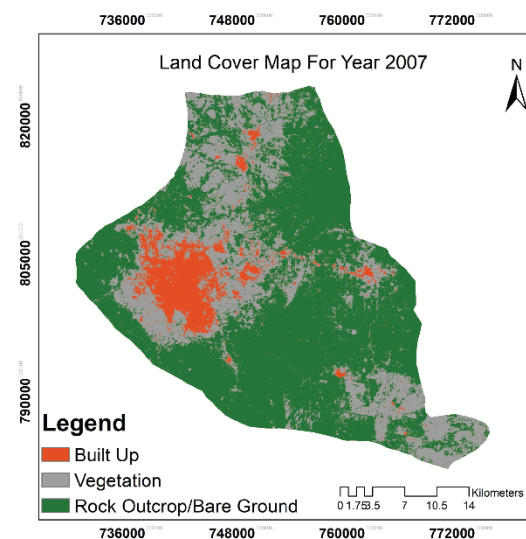 736000 748000 760000 772000
Land Cover Map For Year 2007
N
820000
805000
790000
Legend
Built Up
Vegetation
Rock Outcrop/Bare Ground
Kilometers
0 1.75 3.5 7 10.5 14
736000 748000 760000 772000